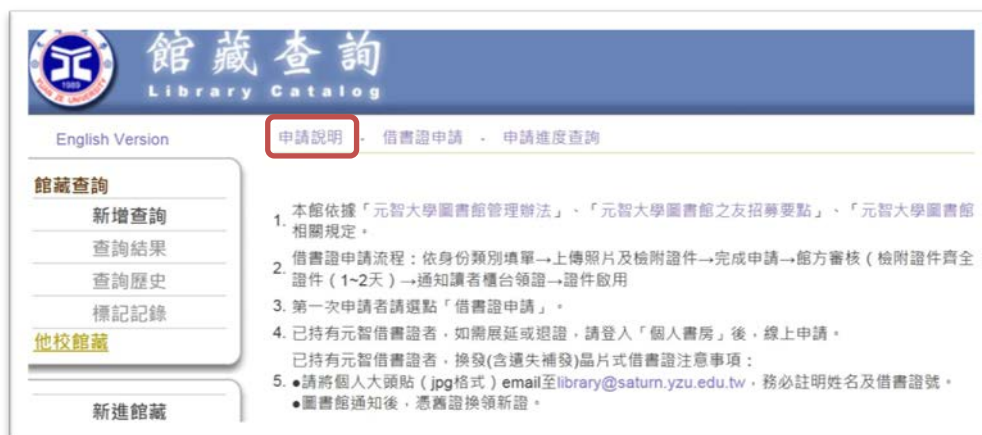 館藏查詢
Library Catalog
YUAN ZE UNIVERSITY
1989
English Version
申請說明 - 借書證申請 - 申請進度查詢
館藏查詢
新增查詢
查詢結果
查詢歷史
標記記錄
他校館藏
新進館藏
1. 本館依據「元智大學圖書館管理辦法」、「元智大學圖書館之友招募要點」、「元智大學圖書館
相關規定。
2. 借書證申請流程：依身份類別填單→上傳照片及檢附證件→完成申請→館方審核（檢附證件齊全
證件（1~2天）→通知讀者櫃台領證→證件啟用
3. 第一次申請者請選點「借書證申請」。
4. 已持有元智借書證者，如需展延或退證，請登入「個人書房」後，線上申請。
已持有元智借書證者，換發(含遺失補發)晶片式借書證注意事項：
5. ●請將個人大頭貼（jpg格式）email至library@saturn.yzu.edu.tw，務必註明姓名及借書證號。
●圖書館通知後，憑舊證換領新證。